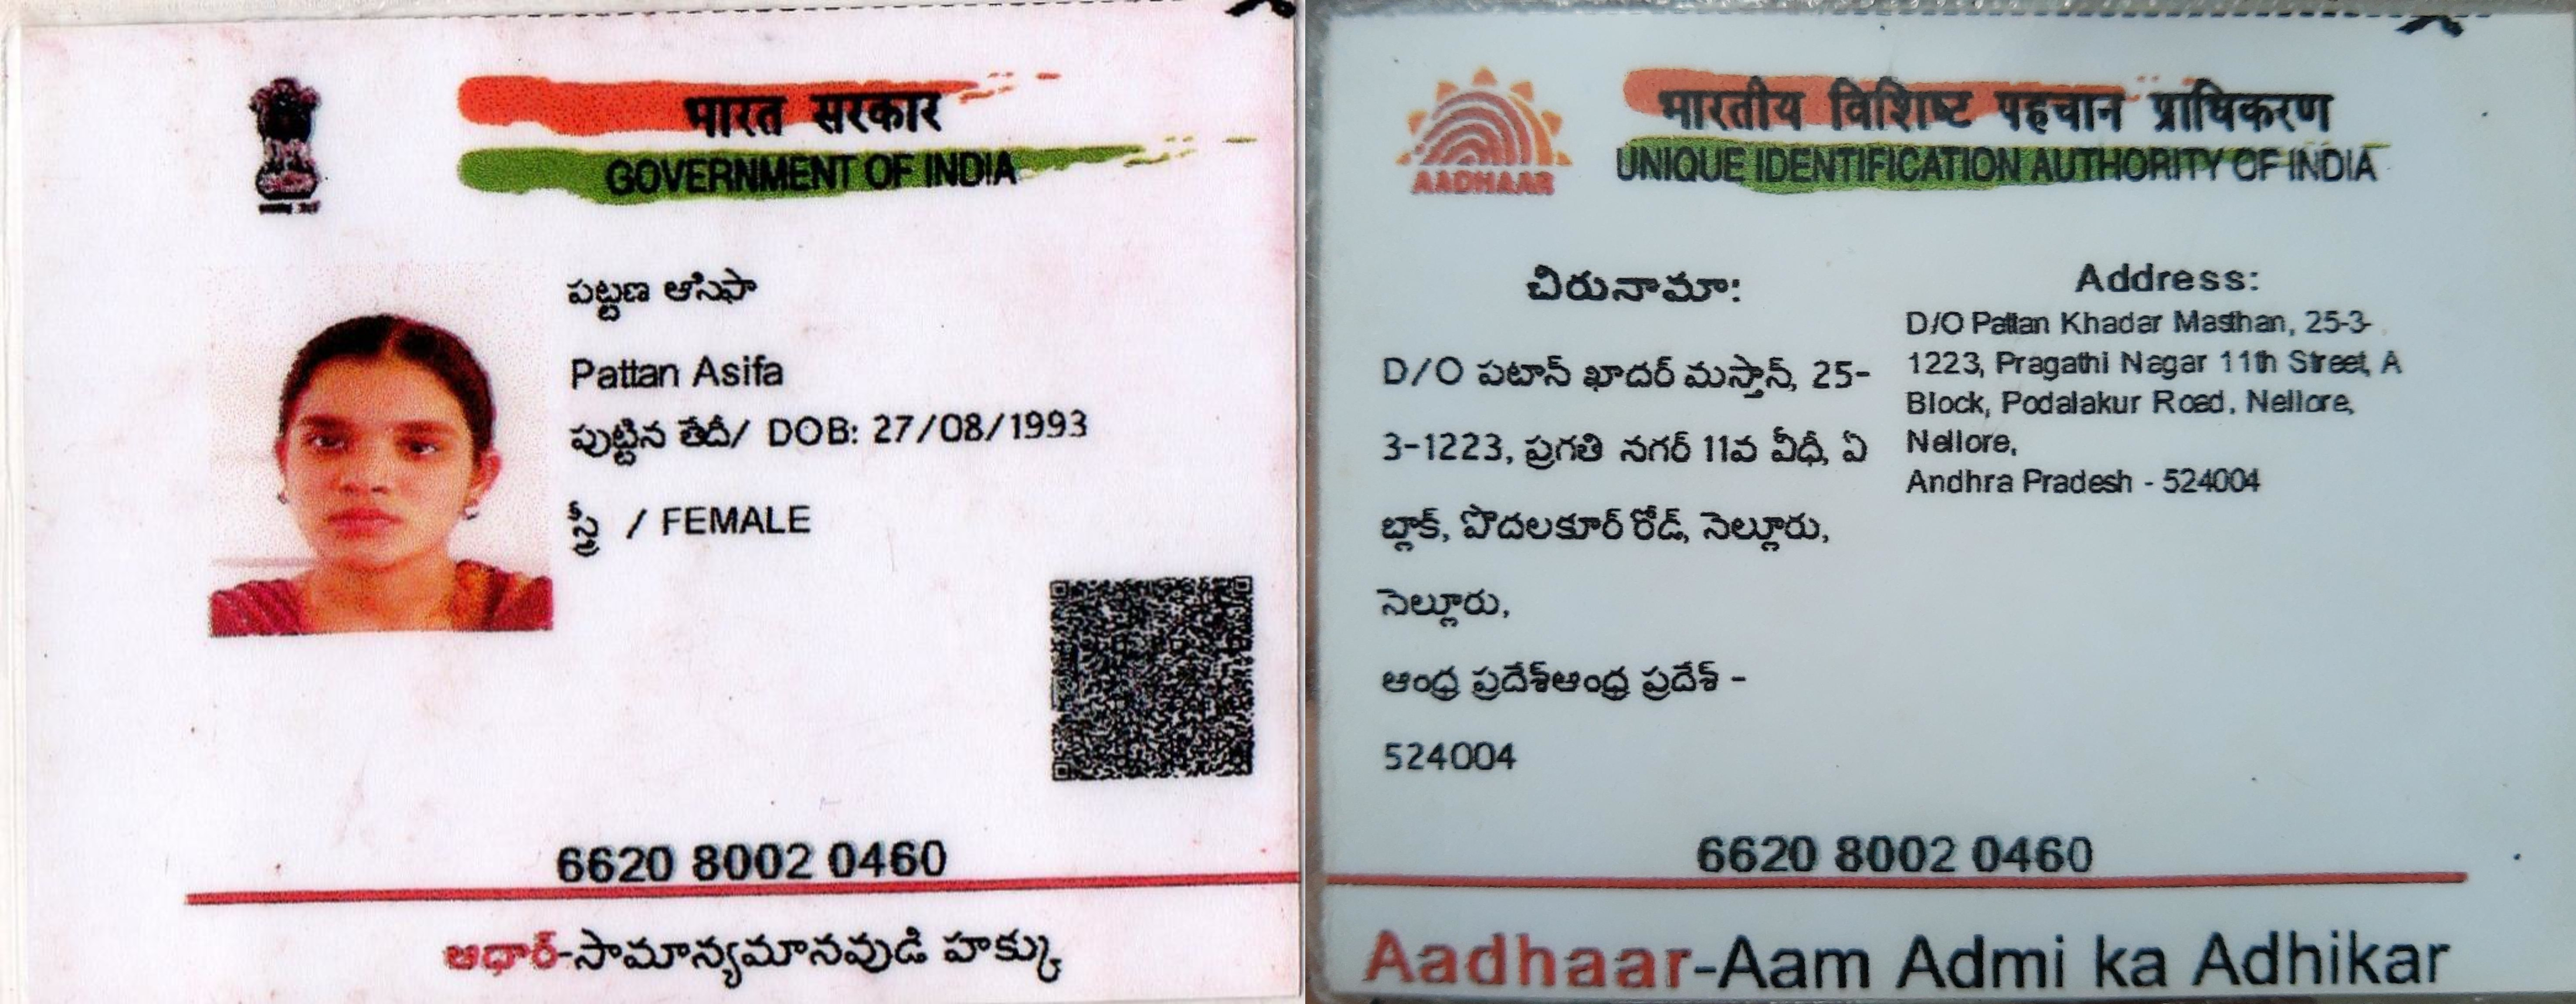 भारत सरकार
GOVERNMENT OF INDIA
పట్టణ ఆసిఫా
Pattan Asifa
పుట్టిన తేదీ/ DOB: 27/08/1993
స్త్రీ / FEMALE
6620 8002 0460
ఆధార్-సామాన్యమానవుడి హక్కు
AADHAAR
भारतीय विशिष्ट पहचान प्राधिकरण
UNIQUE IDENTIFICATION AUTHORITY OF INDIA
చిరునామా:
D/O పటాన్ ఖాదర్ మస్తాన్, 25-
3-1223, ప్రగతి నగర్ 11వ వీధి, ఏ
బ్లాక్, పొదలకూర్ రోడ్, నెల్లూరు,
నెల్లూరు,
ఆంధ్ర ప్రదేశ్ఆంధ్ర ప్రదేశ్ -
524004
Address:
D/O Pattan Khadar Masthan, 25-3-
1223, Pragathi Nagar 11th Street, A
Block, Podalakur Road, Nellore,
Nellore,
Andhra Pradesh - 524004
6620 8002 0460
Aadhaar-Aam Admi ka Adhikar